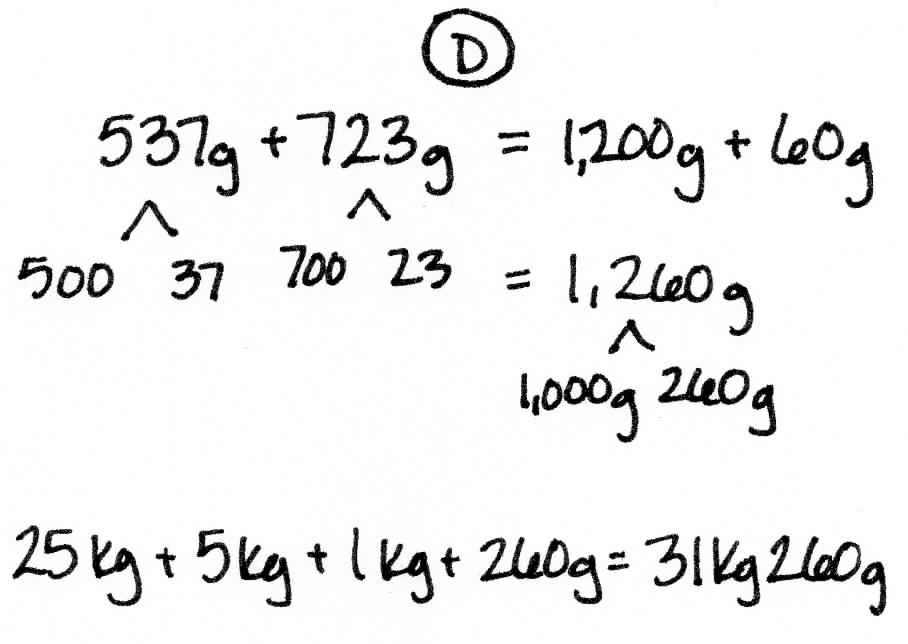 D
537g + 723g = 1,200g + 60g
500 37 700 23 = 1,260g
1,000g 260g
25kg + 5kg + 1kg + 260g = 31kg 260g